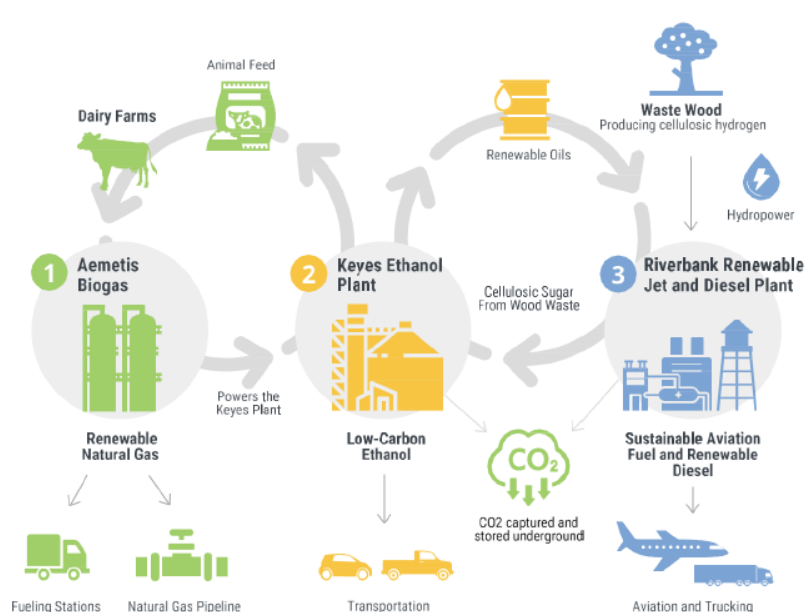 Animal Feed
Dairy Farms
Renewable Oils
Waste Wood
Producing cellulosic hydrogen
Hydropower
1
Aemetis
Biogas
2
Keyes Ethanol
Plant
3
Riverbank Renewable
Jet and Diesel Plant
Cellulosic Sugar
From Wood Waste
Powers the
Keyes Plant
Renewable
Natural Gas
Low-Carbon
Ethanol
CO2
CO2 captured and
stored underground
Sustainable Aviation
Fuel and Renewable
Diesel
Fueling Stations
Natural Gas Pipeline
Transportation
Aviation and Trucking